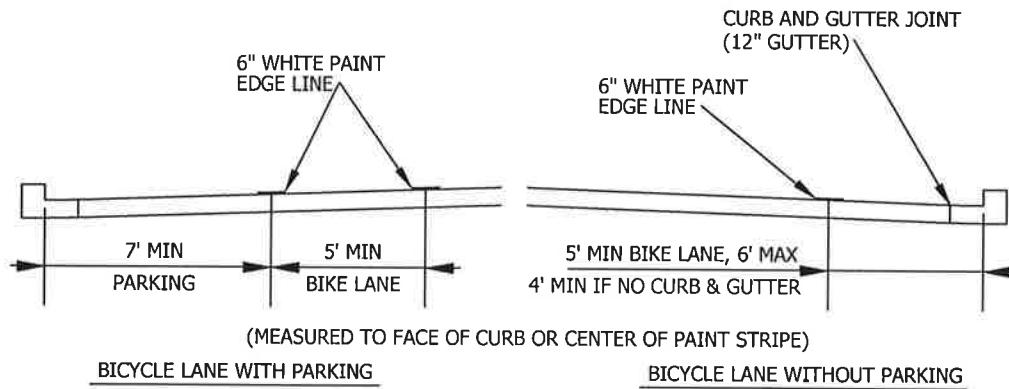 CURB AND GUTTER JOINT
(12" GUTTER)
6" WHITE PAINT
EDGE LINE
6" WHITE PAINT
EDGE LINE
7' MIN
PARKING
5' MIN
BIKE LANE
5' MIN BIKE LANE, 6' MAX
4' MIN IF NO CURB & GUTTER
(MEASURED TO FACE OF CURB OR CENTER OF PAINT STRIPE)
BICYCLE LANE WITH PARKING
BICYCLE LANE WITHOUT PARKING